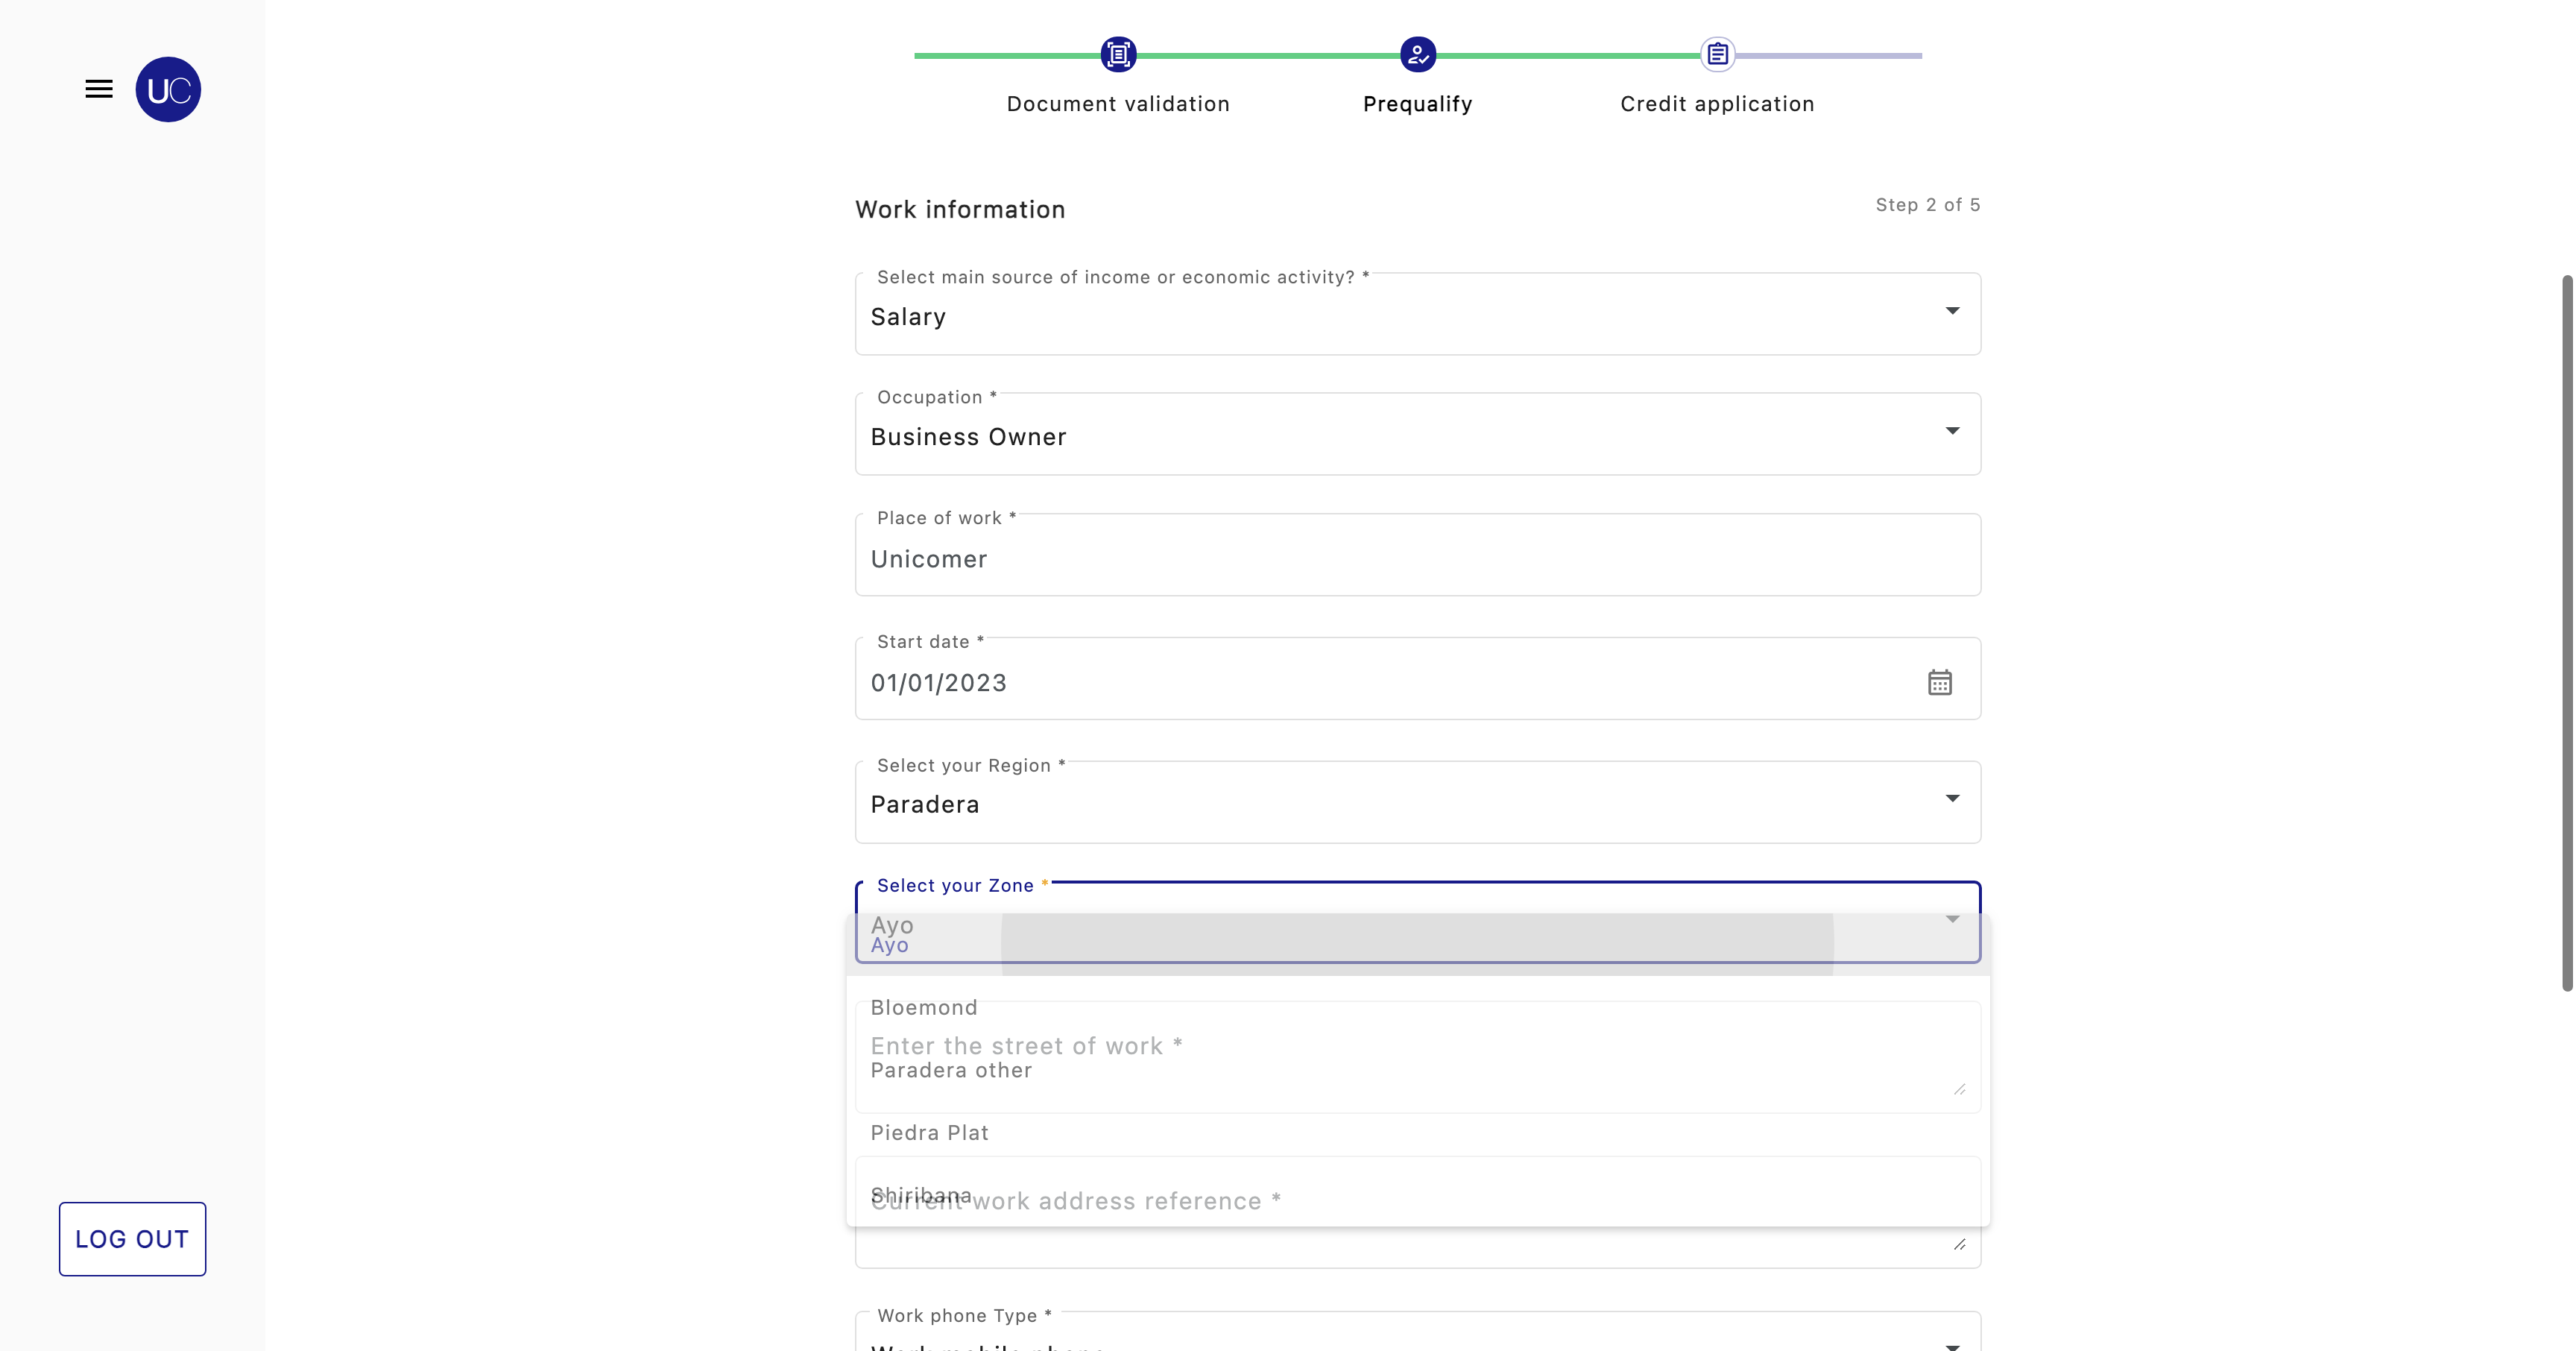 UC
Document validation
Prequalify
Credit application
Work information
Step 2 of 5
Select main source of income or economic activity? *
Salary
Occupation *
Business Owner
Place of work *
Unicomer
Start date *
01/01/2023
Select your Region *
Paradera
Select your Zone *
Ayo
Ayo
Bloemond
Enter the street of work *
Paradera other
Piedra Plat
Shiribana
Current work address reference *
LOG OUT
Work phone Type *
Work mobile phone